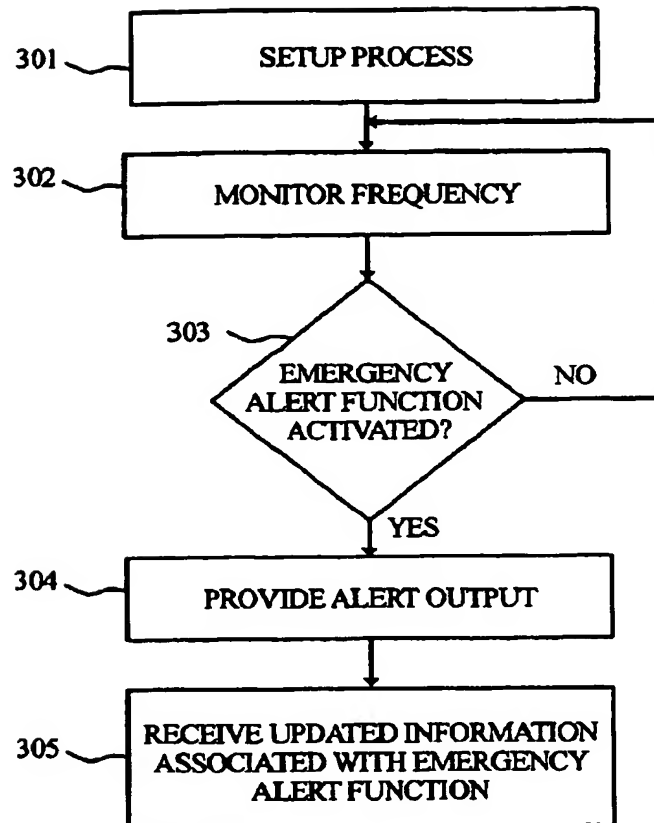 301
SETUP PROCESS
302
MONITOR FREQUENCY
303
EMERGENCY
ALERT FUNCTION
ACTIVATED?
NO
YES
304
PROVIDE ALERT OUTPUT
305
RECEIVE UPDATED INFORMATION
ASSOCIATED WITH EMERGENCY
ALERT FUNCTION